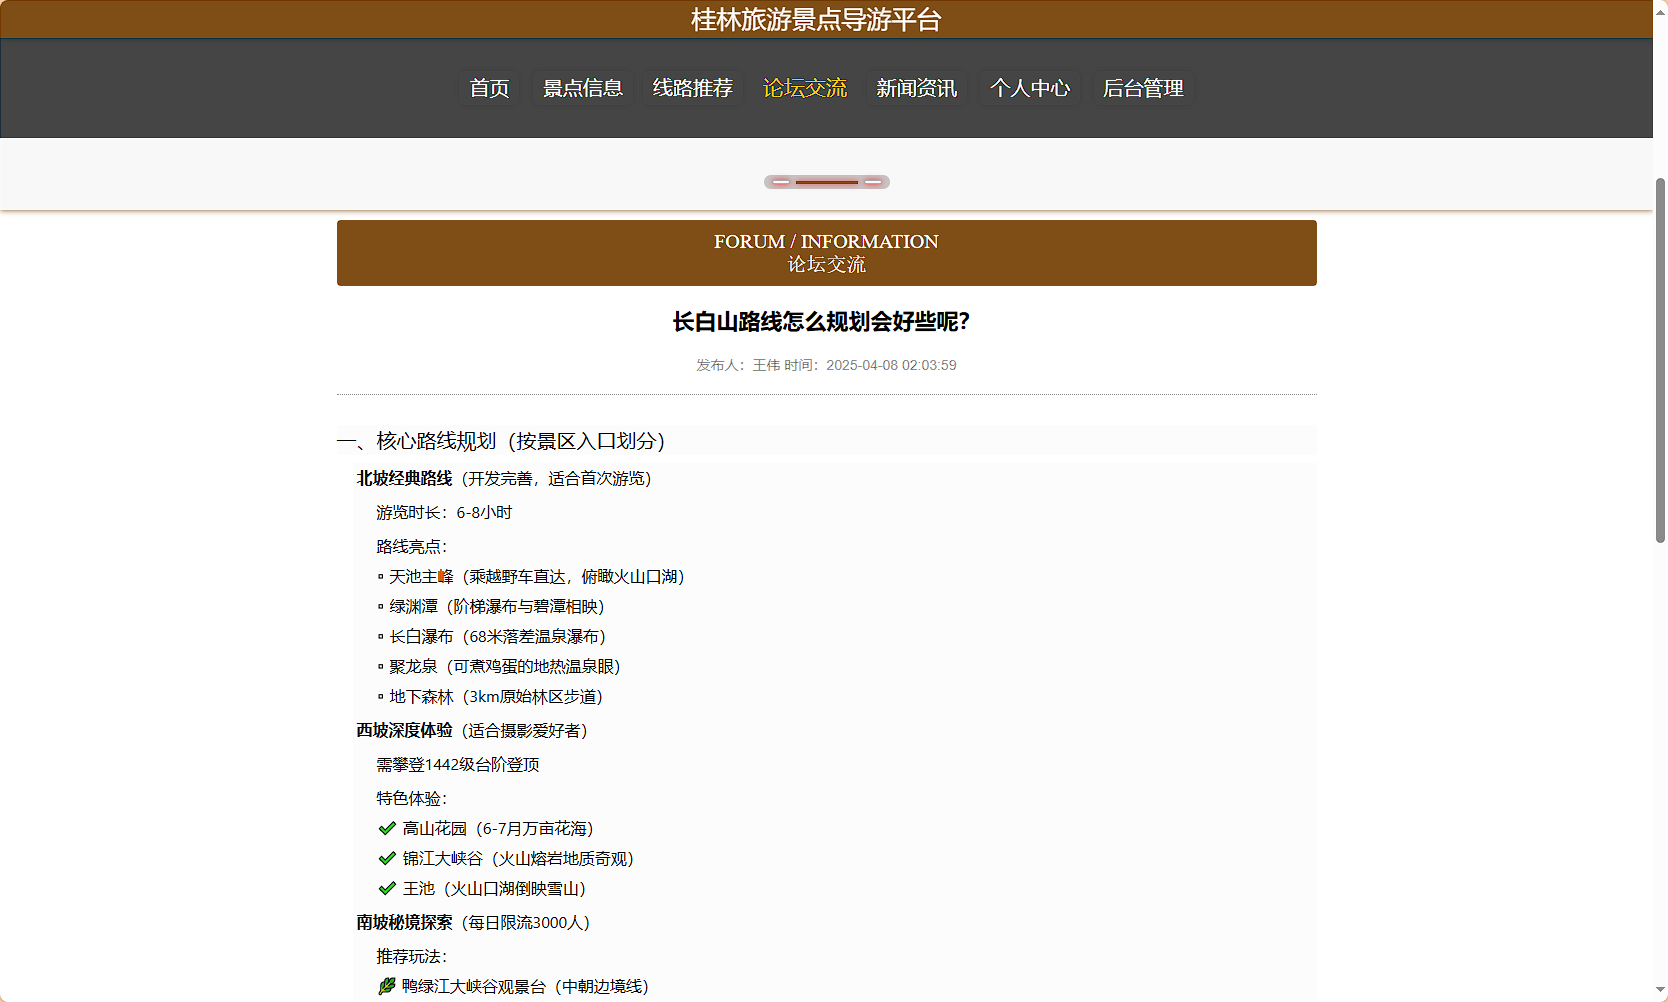 桂林旅游景点导游平台
首页 景点信息 线路推荐 论坛交流 新闻资讯 个人中心 后台管理
FORUM / INFORMATION
论坛交流
长白山路线怎么规划会好些呢？
发布人：王伟 时间：2025-04-08 02:03:59
一、核心路线规划（按景区入口划分）
北坡经典路线（开发完善，适合首次游览）
游览时长：6-8小时
路线亮点：
▫ 天池主峰（乘越野车直达，俯瞰火山口湖）
▫ 绿渊潭（阶梯瀑布与碧潭相映）
▫ 长白瀑布（68米落差温泉瀑布）
▫ 聚龙泉（可煮鸡蛋的地热温泉眼）
▫ 地下森林（3km原始林区步道）
西坡深度体验（适合摄影爱好者）
需攀登1442级台阶登顶
特色体验：
✔ 高山花园（6-7月万亩花海）
✔ 锦江大峡谷（火山熔岩地质奇观）
✔ 王池（火山口湖倒映雪山）
南坡秘境探索（每日限流3000人）
推荐玩法：
🌿 鸭绿江大峡谷观景台（中朝边境线）